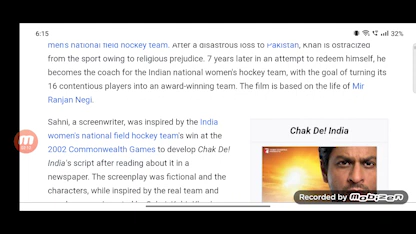 6:15
32%
men's national field hockey team. After a disastrous loss to Pakistan, Khan is ostracized
from the sport owing to religious prejudice. 7 years later in an attempt to redeem himself, he
becomes the coach for the Indian national women's hockey team, with the goal of turning its
16 contentious players into an award-winning team. The film is based on the life of Mir
Ranjan Negi.
Sahni, a screenwriter, was inspired by the India
women's national field hockey team's win at the
2002 Commonwealth Games to develop Chak De!
India's script after reading about it in a
newspaper. The screenplay was fictional and the
characters, while inspired by the real team and
Chak De! India
Recorded by Mobizen